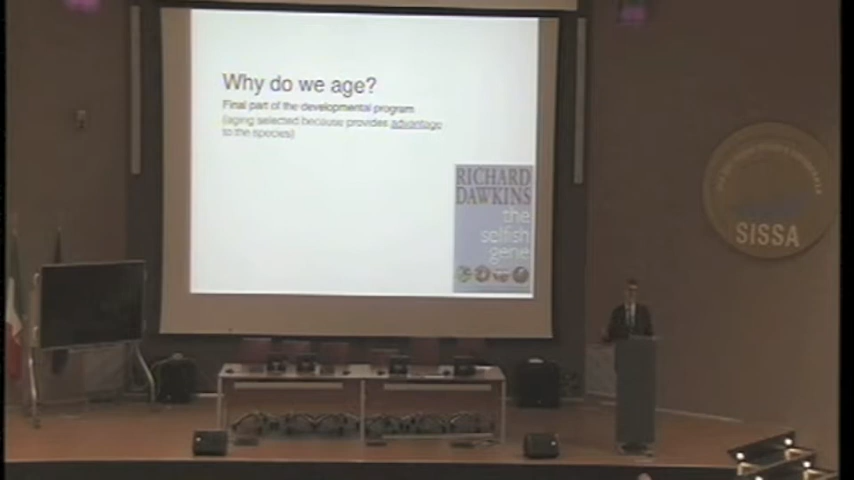 Why do we age?
Final part of the developmental program
(aging selected because provides advantage
to the species)
RICHARD
DAWKINS
the
selfish
gene
SISSA